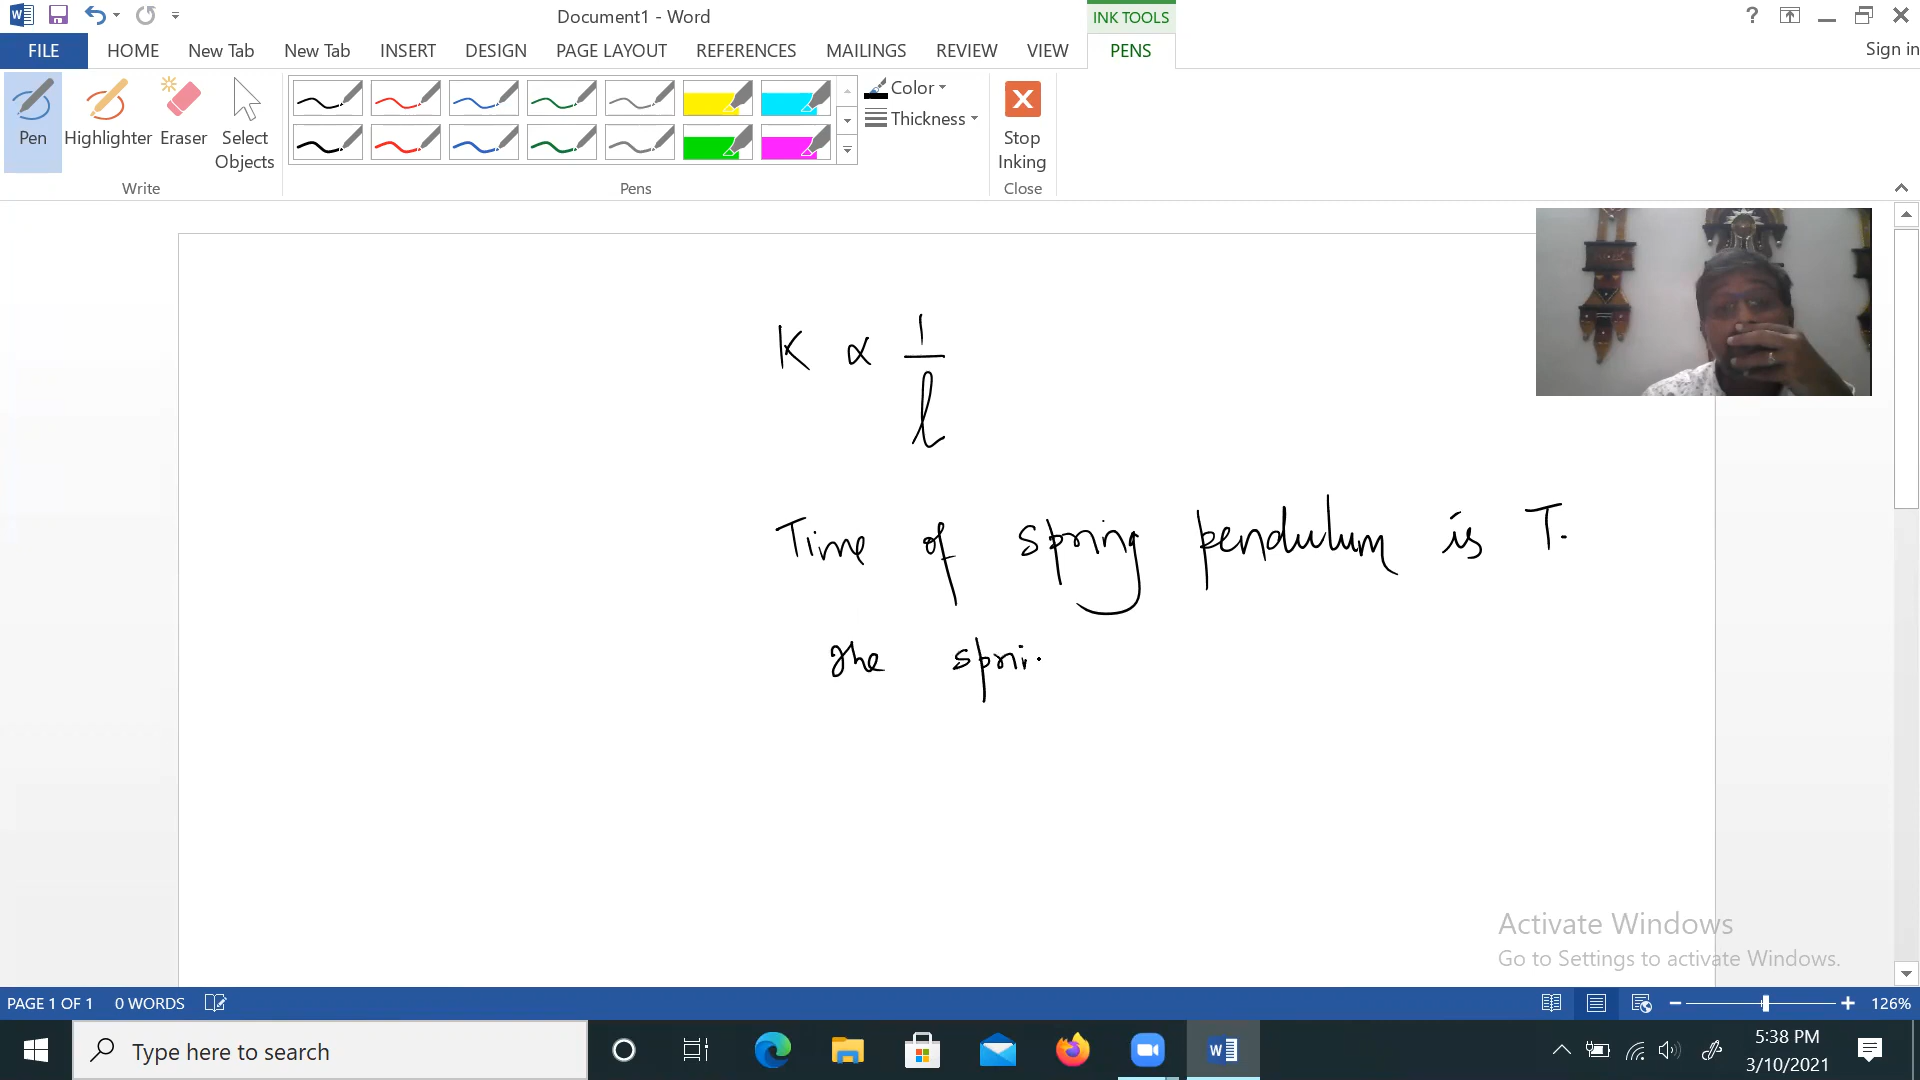 Document1 - Word
INK TOOLS
?
FILE HOME New Tab New Tab INSERT DESIGN PAGE LAYOUT REFERENCES MAILINGS REVIEW VIEW PENS
Sign in
Pen
Highlighter
Eraser
Select Objects
Color
Thickness
Stop Inking
Write
Pens
Close
K ∝ 1/l
Time of spring pendulum is T.
The spri
Activate Windows
Go to Settings to activate Windows.
PAGE 1 OF 1 0 WORDS
126%
Type here to search
5:38 PM
3/10/2021